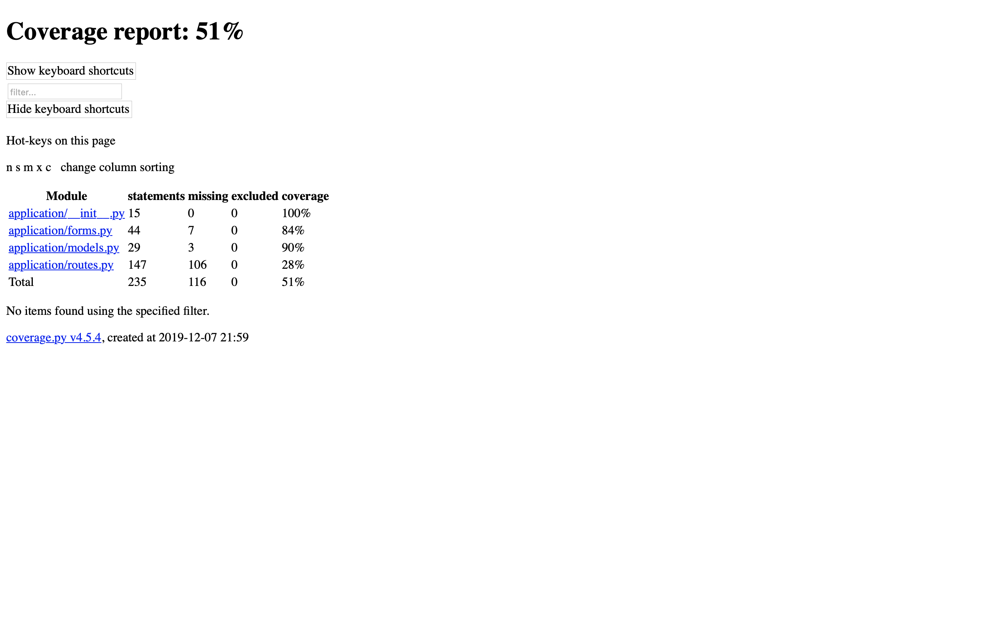 Coverage report: 51%
Show keyboard shortcuts
filter...
Hide keyboard shortcuts
Hot-keys on this page
n s m x c change column sorting
Module statements missing excluded coverage
application/__init__.py 15 0 0 100%
application/forms.py 44 7 0 84%
application/models.py 29 3 0 90%
application/routes.py 147 106 0 28%
Total 235 116 0 51%
No items found using the specified filter.
coverage.py v4.5.4, created at 2019-12-07 21:59